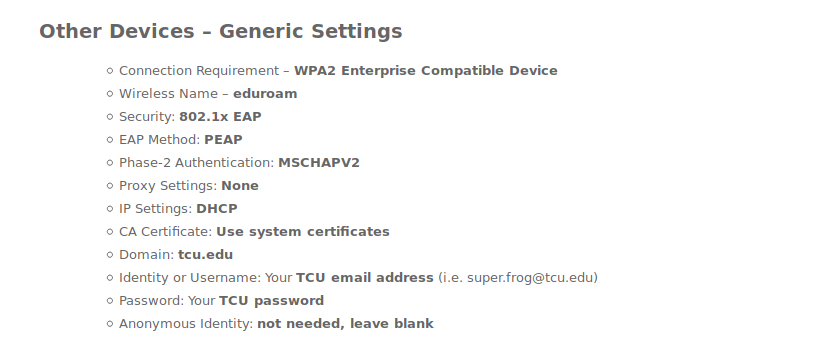 Other Devices – Generic Settings
Connection Requirement – WPA2 Enterprise Compatible Device
Wireless Name – eduroam
Security: 802.1x EAP
EAP Method: PEAP
Phase-2 Authentication: MSCHAPV2
Proxy Settings: None
IP Settings: DHCP
CA Certificate: Use system certificates
Domain: tcu.edu
Identity or Username: Your TCU email address (i.e. super.frog@tcu.edu)
Password: Your TCU password
Anonymous Identity: not needed, leave blank